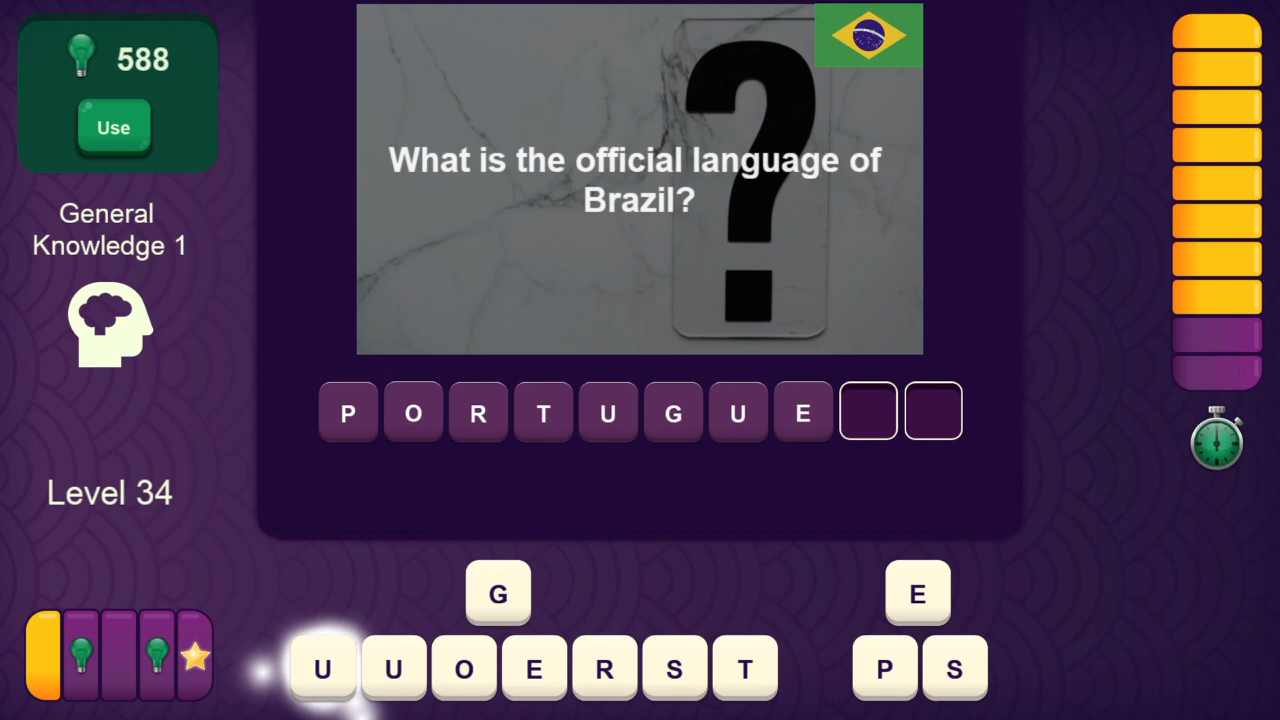 588
Use
General
Knowledge 1
Level 34
What is the official language of
Brazil?
P O R T U G U E
G E
U U O E R S T P S